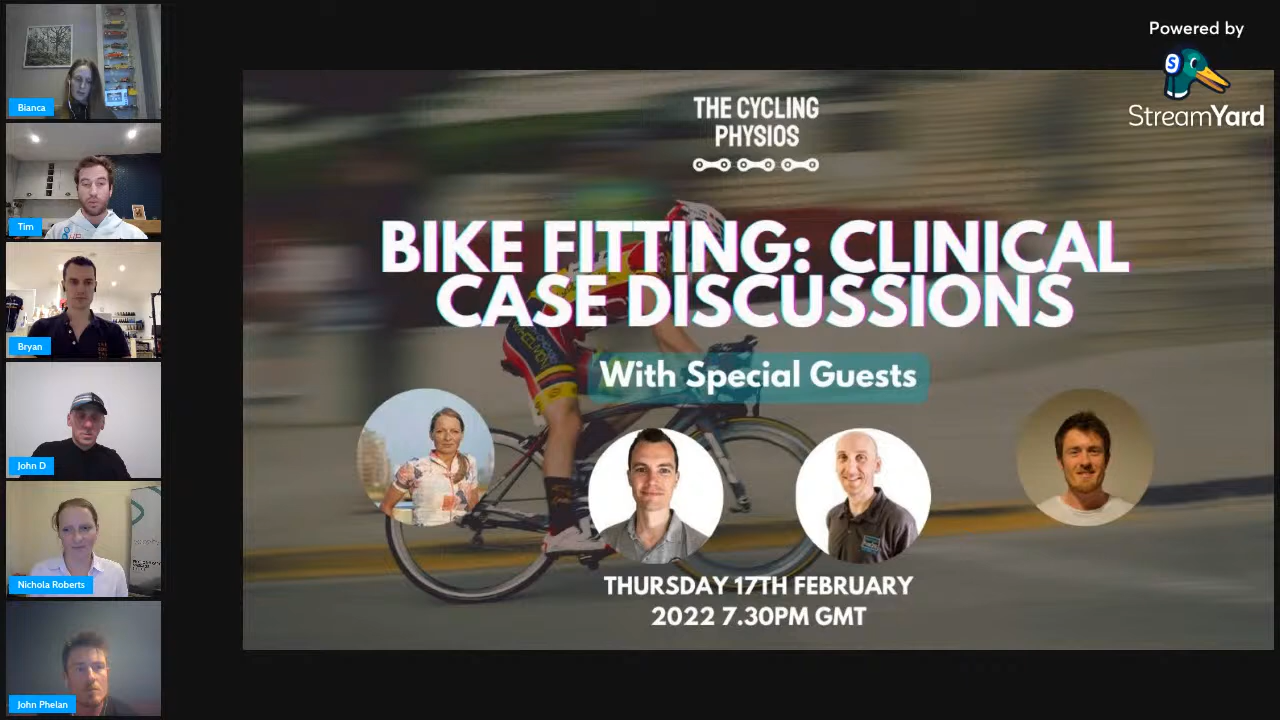 Bianca
Tim
Bryan
John D
Nichola Roberts
John Phelan
Powered by
S
StreamYard
THE CYCLING
PHYSIOS
BIKE FITTING: CLINICAL
CASE DISCUSSIONS
With Special Guests
THURSDAY 17TH FEBRUARY
2022 7.30PM GMT